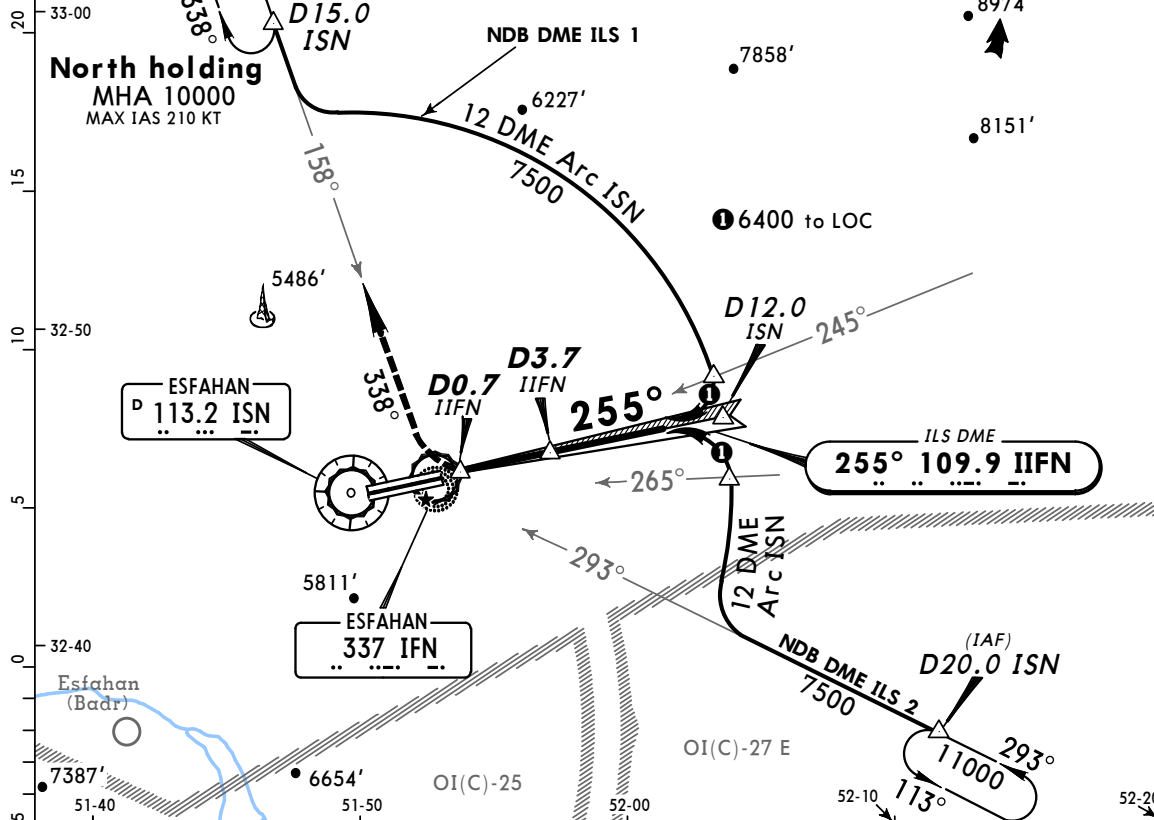 20
33-00
338°
D15.0
ISN
North holding
MHA 10000
MAX IAS 210 KT
NDB DME ILS 1
8974
7858'
6227'
8151'
12 DME Arc ISN
7500
158°
15
1 6400 to LOC
5486'
10
32-50
D12.0
ISN
245°
ESFAHAN
D 113.2 ISN
338°
D0.7
IIFN
D3.7
IIFN
255°
1
1
ILS DME
255° 109.9 IIFN
265°
5
293°
12 DME
Arc ISN
5811'
ESFAHAN
337 IFN
32-40
0
NDB DME ILS 2
7500
(IAF)
D20.0 ISN
Esfahan
(Badr)
7387'
6654'
OI(C)-25
OI(C)-27 E
11000
293°
113°
5
51-40
51-50
52-00
52-10
52-20